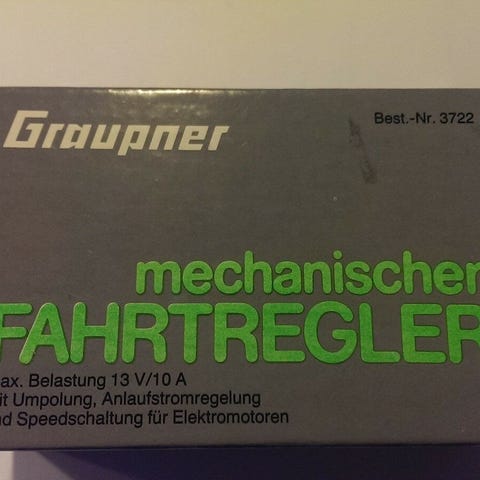 Graupner
Best.-Nr. 3722
mechanischer
FAHRTREGLER
ax. Belastung 13 V/10 A
it Umpolung, Anlaufstromregelung
nd Speedschaltung für Elektromotoren